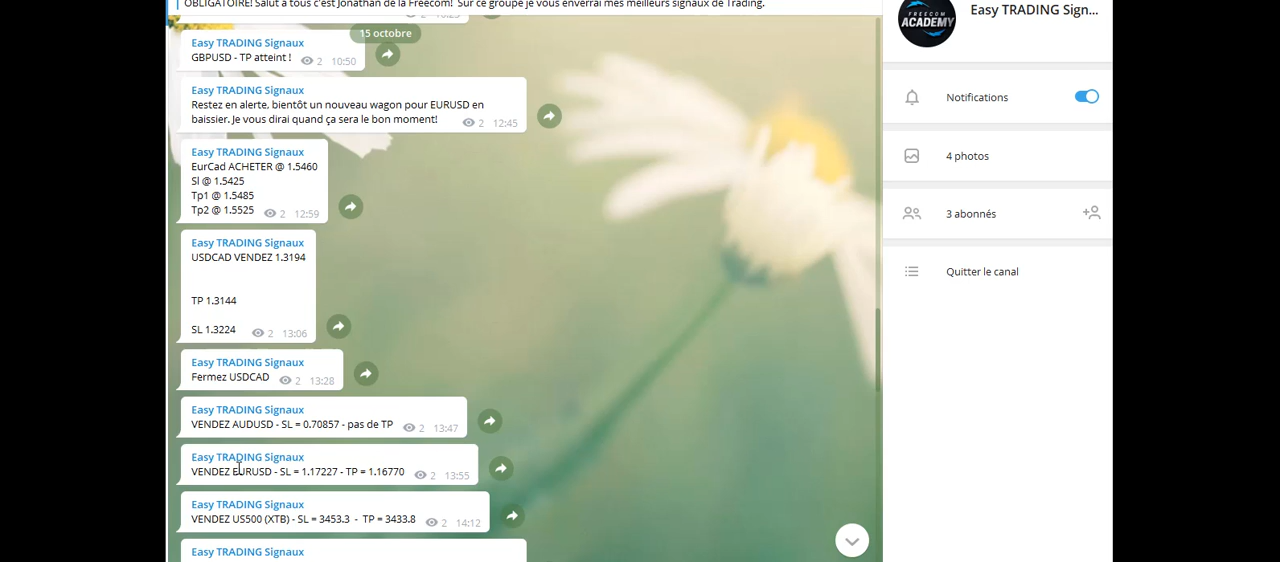 OBLIGATOIRE! Salut à tous c'est Jonathan de la Freecom! Sur ce groupe je vous enverrai mes meilleurs signaux de Trading.
2
15 octobre
Easy TRADING Signaux
GBPUSD - TP atteint !
2 10:50
Easy TRADING Signaux
Restez en alerte, bientôt un nouveau wagon pour EURUSD en
baissier. Je vous dirai quand ça sera le bon moment!
2 12:45
Easy TRADING Signaux
EurCad ACHETER @ 1.5460
Sl @ 1.5425
Tp1 @ 1.5485
Tp2 @ 1.5525
2 12:59
Easy TRADING Signaux
USDCAD VENDEZ 1.3194
TP 1.3144
SL 1.3224
2 13:06
Easy TRADING Signaux
Fermez USDCAD
2 13:28
Easy TRADING Signaux
VENDEZ AUDUSD - SL = 0.70857 - pas de TP
2 13:47
Easy TRADING Signaux
VENDEZ EURUSD - SL = 1.17227 - TP = 1.16770
2 13:55
Easy TRADING Signaux
VENDEZ US500 (XTB) - SL = 3453.3 - TP = 3433.8
2 14:12
Easy TRADING Signaux
FREECOM
ACADEMY
Easy TRADING Sign...
Notifications
4 photos
3 abonnés
Quitter le canal